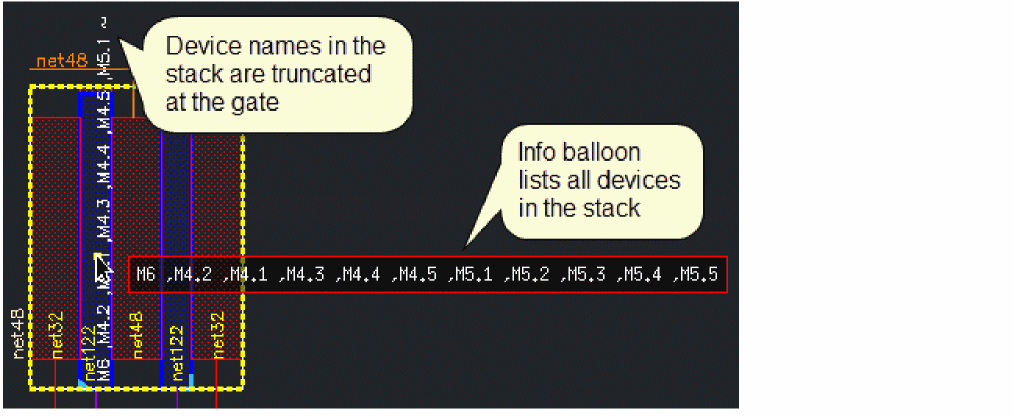 Device names in the
stack are truncated
at the gate
net48
Info balloon
lists all devices
in the stack
M6 ,M4.2 ,M4.1 ,M4.3 ,M4.4 ,M4.5 ,M5.1 ,M5.2 ,M5.3 ,M5.4 ,M5.5
M6 ,M4.2 ,M4.1 ,M4.3 ,M4.4 ,M4.5 ,M5.1 ~
net48
net32
net122
net48
net122
net32